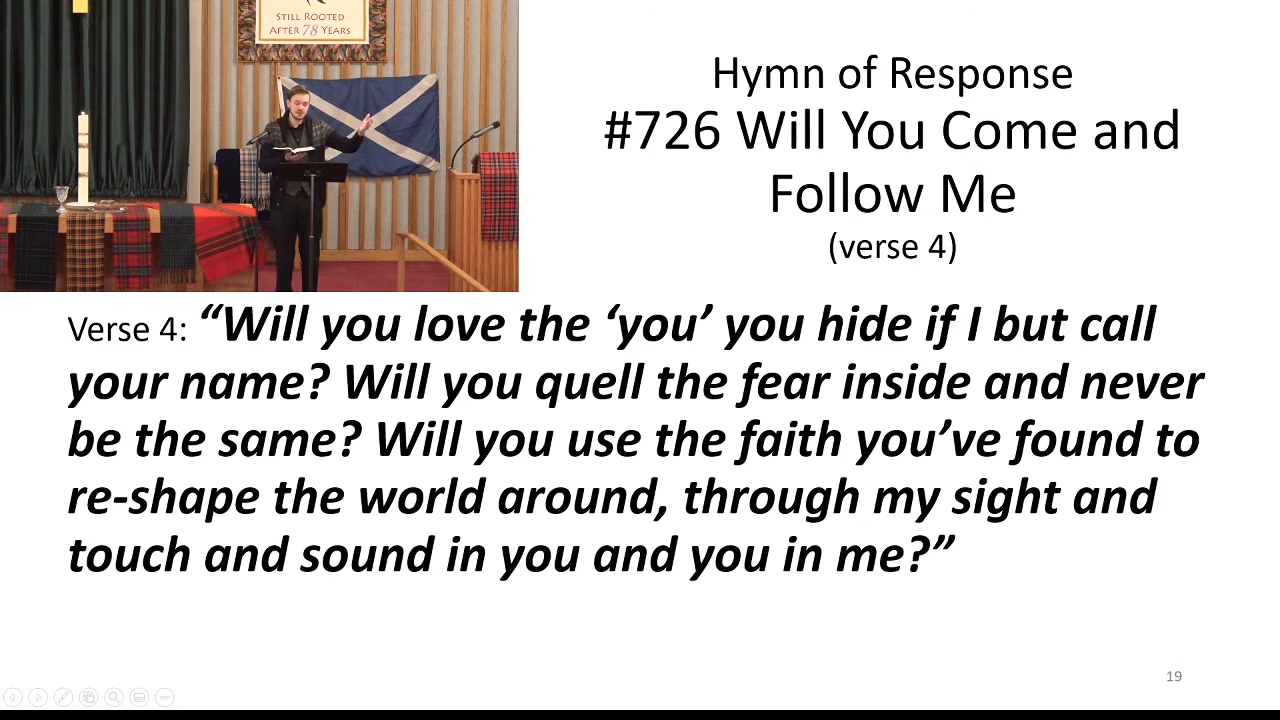 STILL ROOTED
AFTER 78 YEARS
Hymn of Response
#726 Will You Come and
Follow Me
(verse 4)
Verse 4: “Will you love the ‘you’ you hide if I but call
your name? Will you quell the fear inside and never
be the same? Will you use the faith you’ve found to
re-shape the world around, through my sight and
touch and sound in you and you in me?”
19